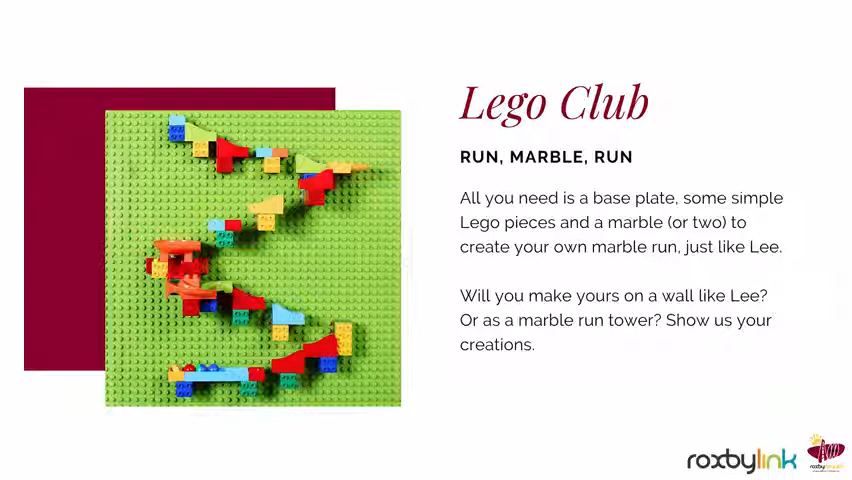 Lego Club
RUN, MARBLE, RUN
All you need is a base plate, some simple
Lego pieces and a marble (or two) to
create your own marble run, just like Lee.
Will you make yours on a wall like Lee?
Or as a marble run tower? Show us your
creations.
roxbylink